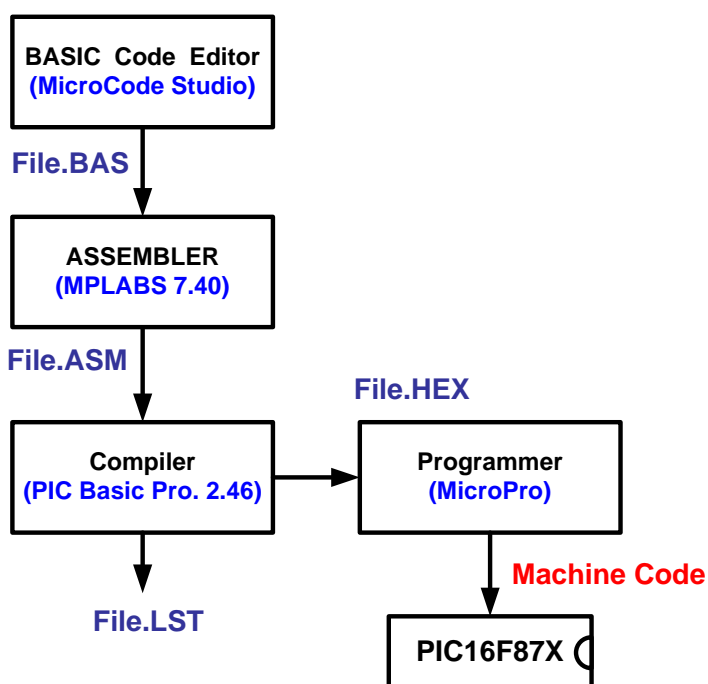 BASIC Code Editor
(MicroCode Studio)
File.BAS
ASSEMBLER
(MPLABS 7.40)
File.ASM
File.HEX
Compiler
(PIC Basic Pro. 2.46)
Programmer
(MicroPro)
Machine Code
File.LST
PIC16F87X